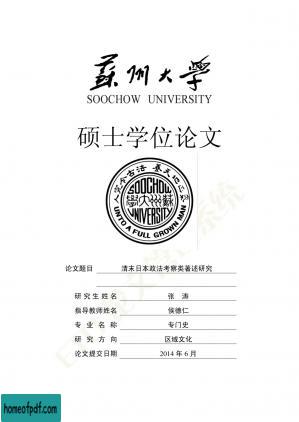 蘇州大學
SOOCHOW UNIVERSITY
硕士学位论文
SOOCHOW
UNIVERSITY
UNTO A FULL GROWN MAN
论文题目 清末日本政法考察类著述研究
研究生姓名 张 涛
指导教师姓名 侯德仁
专业名称 专门史
研究方向 区域文化
论文提交日期 2014 年 6 月
homeofpdf.com